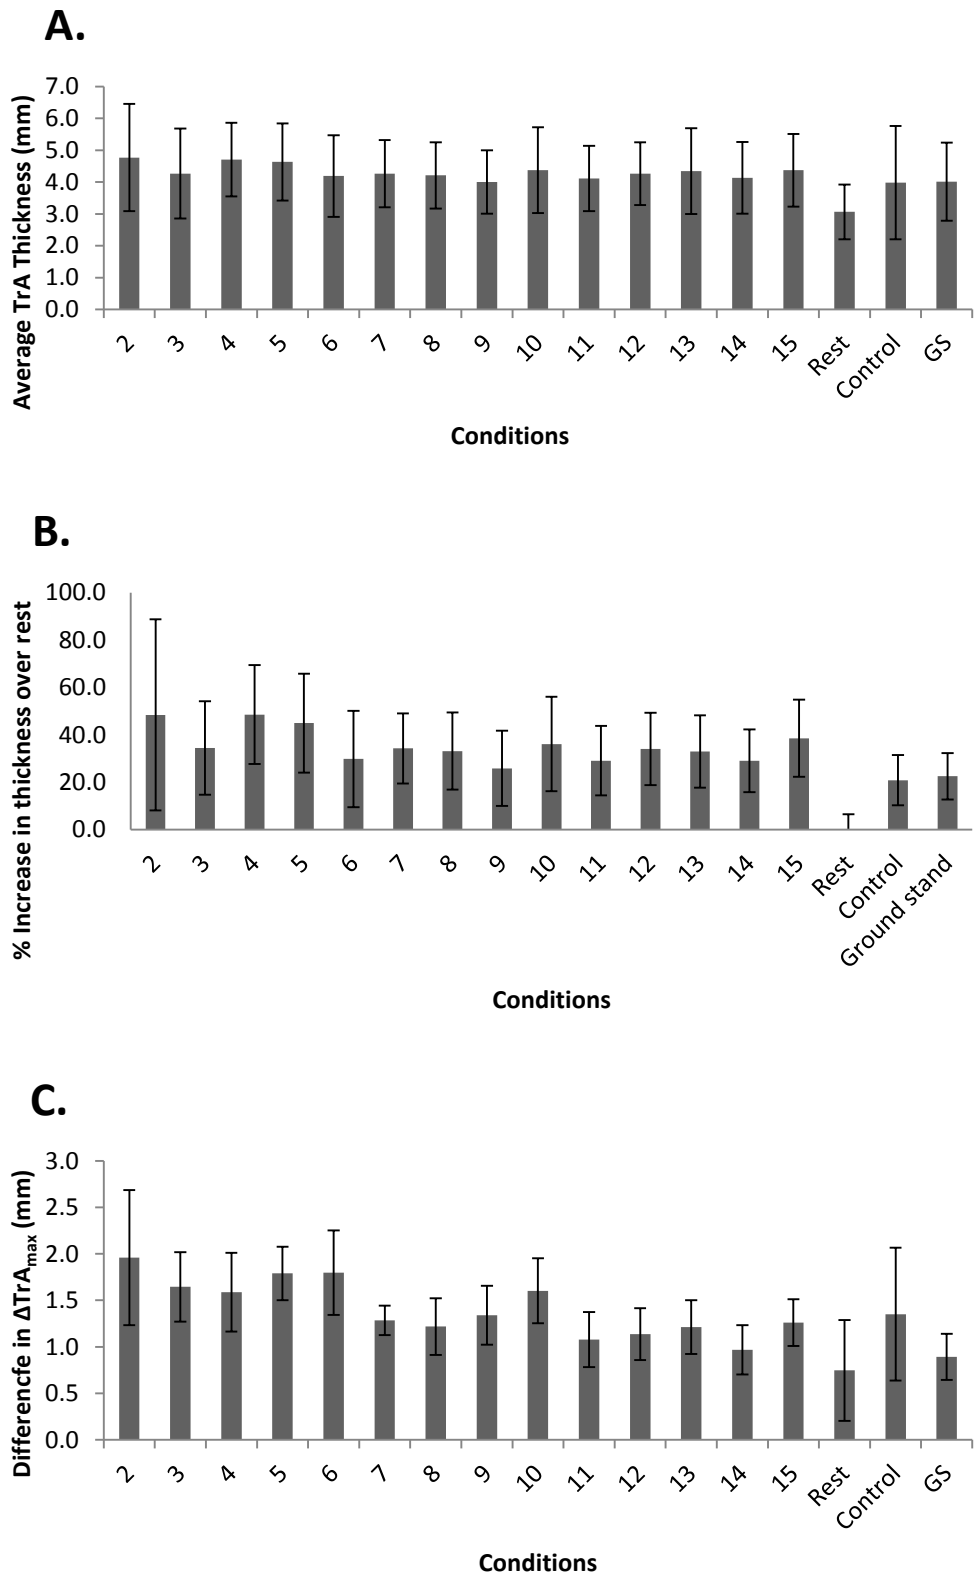 A.
Average TrA Thickness (mm)
7.0
6.0
5.0
4.0
3.0
2.0
1.0
0.0
2 3 4 5 6 7 8 9 10 11 12 13 14 15 Rest Control GS
Conditions
B.
% Increase in thickness over rest
100.0
80.0
60.0
40.0
20.0
0.0
2 3 4 5 6 7 8 9 10 11 12 13 14 15 Rest Control Ground stand
Conditions
C.
Differencfe in ΔTrAmax (mm)
3.0
2.5
2.0
1.5
1.0
0.5
0.0
2 3 4 5 6 7 8 9 10 11 12 13 14 15 Rest Control GS
Conditions